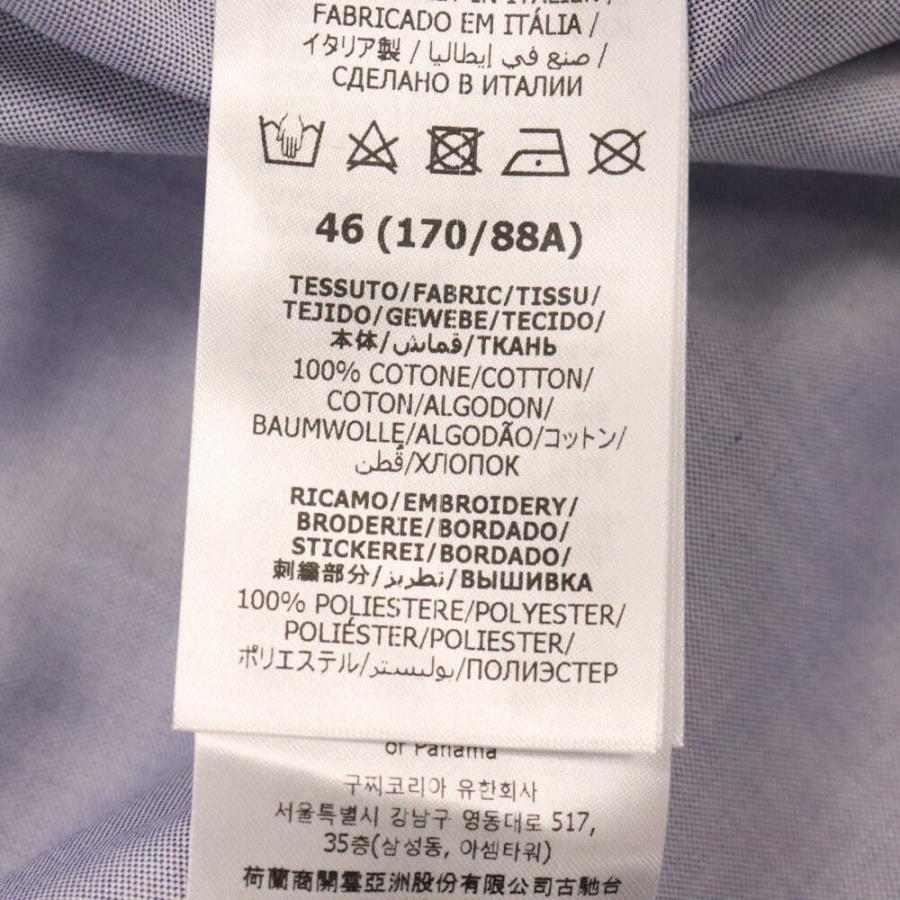 FABRICADO EM ITÁLIA /
イタリア製 / صنع في إيطاليا /
СДЕЛАНО В ИТАЛИИ
46 (170/88A)
TESSUTO/FABRIC/TISSU/
TEJIDO/GEWEBE/TECIDO/
本体/قماش/ТКАНЬ
100% COTONE/COTTON/
COTON/ALGODON/
BAUMWOLLE/ALGODÃO/コットン/
قُطن/ХЛОПОК
RICAMO/EMBROIDERY/
BRODERIE/BORDADO/
STICKEREI/BORDADO/
刺繍部分/تطريز/ВЫШИВКА
100% POLIESTERE/POLYESTER/
POLIÉSTER/POLIESTER/
ポリエステル/بوليستر/ПОЛИЭСТЕР
of Panama
구찌코리아 유한회사
서울특별시 강남구 영동대로 517,
35층(삼성동, 아셈타워)
荷蘭商開雲亞洲股份有限公司古馳台